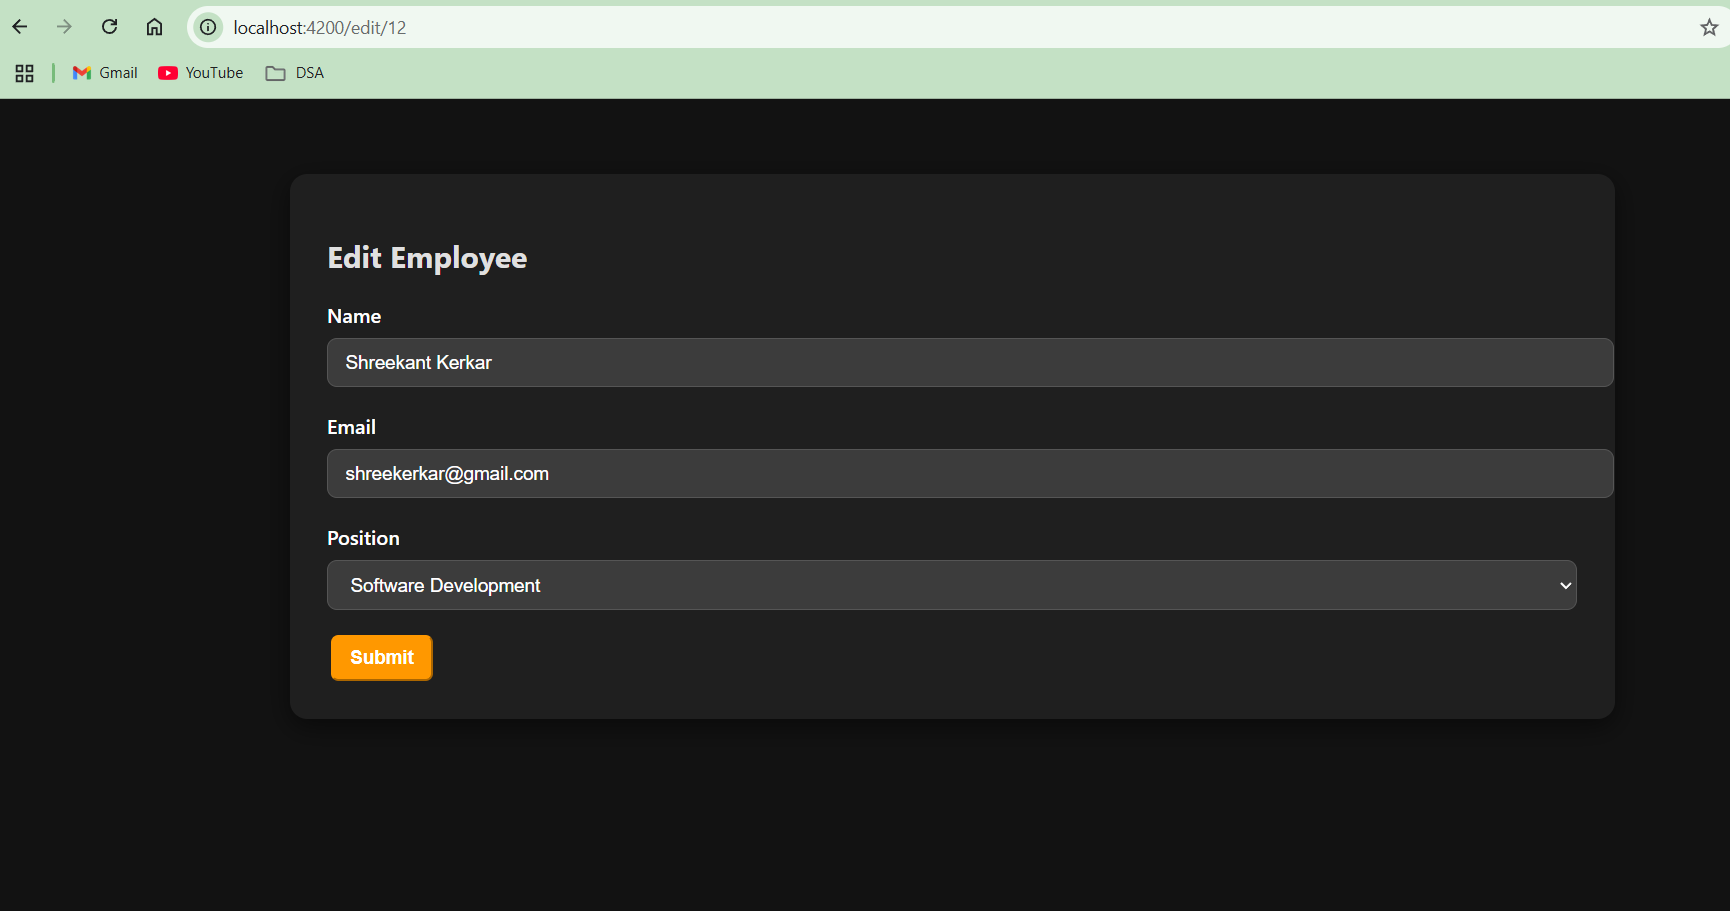 localhost:4200/edit/12
Gmail YouTube DSA
Edit Employee
Name
Shreekant Kerkar
Email
shreekerkar@gmail.com
Position
Software Development
Submit